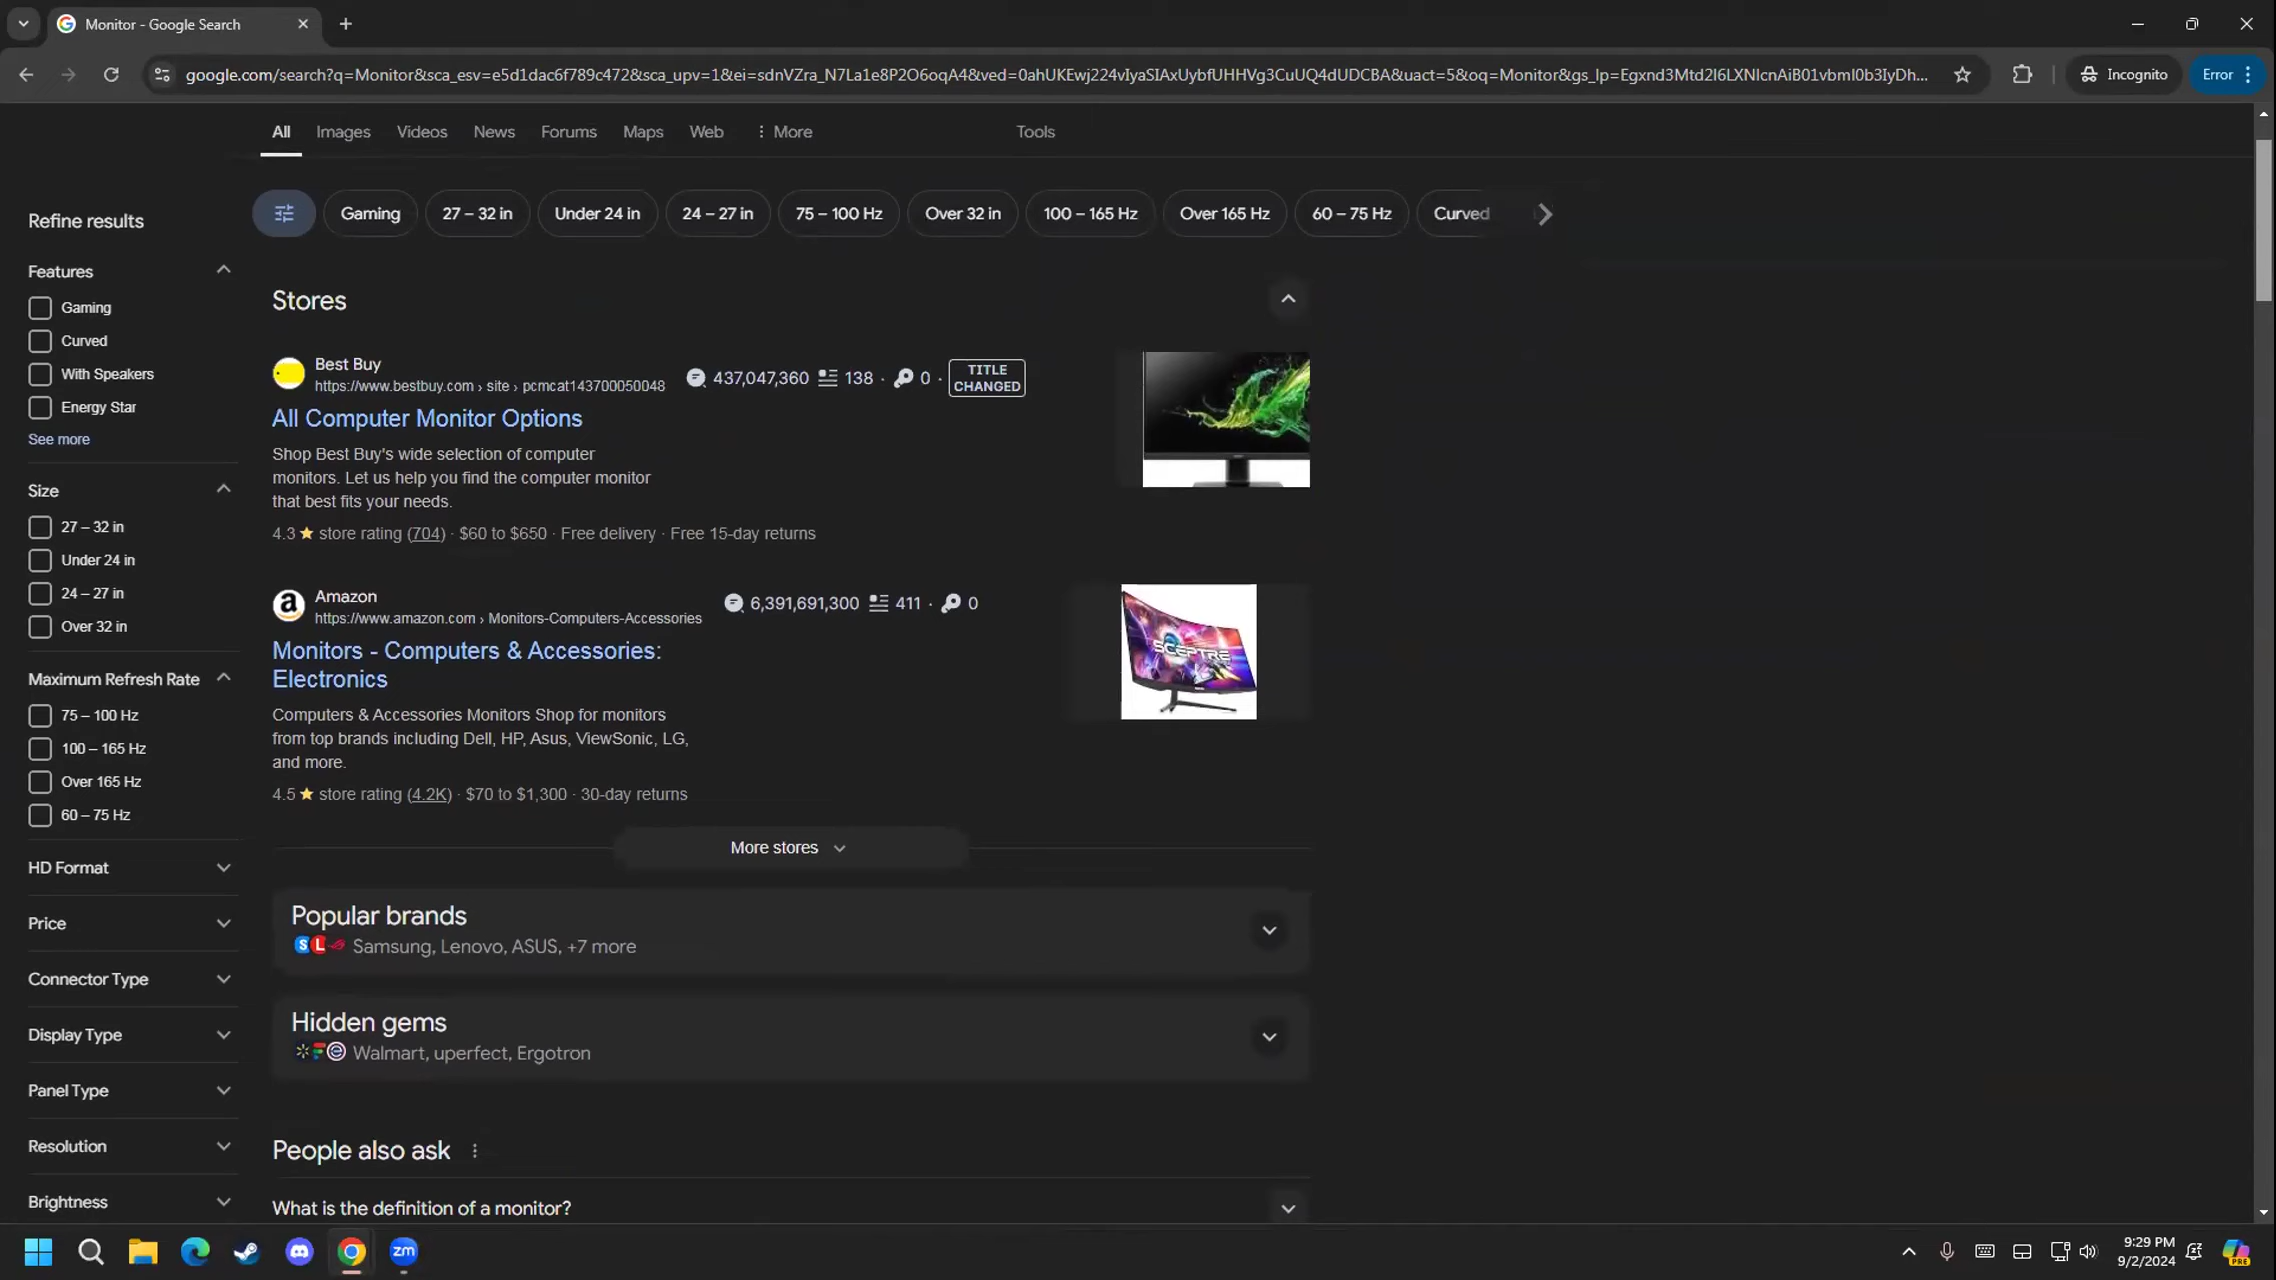 Monitor - Google Search
google.com/search?q=Monitor&sca_esv=e5d1dac6f789c472&sca_upv=1&ei=sdnVZra_N7La1e8P2O6oqA4&ved=0ahUKEwj224vIyaSIAxUybfUHHVg3CuUQ4dUDCBA&uact=5&oq=Monitor&gs_lp=Egxnd3Mtd2l6LXNlcnAiB01vbml0b3IyDh...
Incognito
Error
All Images Videos News Forums Maps Web More Tools
Gaming 27 – 32 in Under 24 in 24 – 27 in 75 – 100 Hz Over 32 in 100 – 165 Hz Over 165 Hz 60 – 75 Hz Curved
Refine results
Features
Gaming
Curved
With Speakers
Energy Star
See more
Size
27 – 32 in
Under 24 in
24 – 27 in
Over 32 in
Maximum Refresh Rate
75 – 100 Hz
100 – 165 Hz
Over 165 Hz
60 – 75 Hz
HD Format
Price
Connector Type
Display Type
Panel Type
Resolution
Brightness
Stores
Best Buy
https://www.bestbuy.com › site › pcmcat143700050048
437,047,360 138 · 0 ·
TITLE
CHANGED
All Computer Monitor Options
Shop Best Buy's wide selection of computer
monitors. Let us help you find the computer monitor
that best fits your needs.
4.3 ★ store rating (704) · $60 to $650 · Free delivery · Free 15-day returns
a
Amazon
https://www.amazon.com › Monitors-Computers-Accessories
6,391,691,300 411 · 0
SCEPTRE
Monitors - Computers & Accessories:
Electronics
Computers & Accessories Monitors Shop for monitors
from top brands including Dell, HP, Asus, ViewSonic, LG,
and more.
4.5 ★ store rating (4.2K) · $70 to $1,300 · 30-day returns
More stores
Popular brands
S L Samsung, Lenovo, ASUS, +7 more
Hidden gems
Walmart, uperfect, Ergotron
People also ask
What is the definition of a monitor?
zm
9:29 PM
9/2/2024
PRE